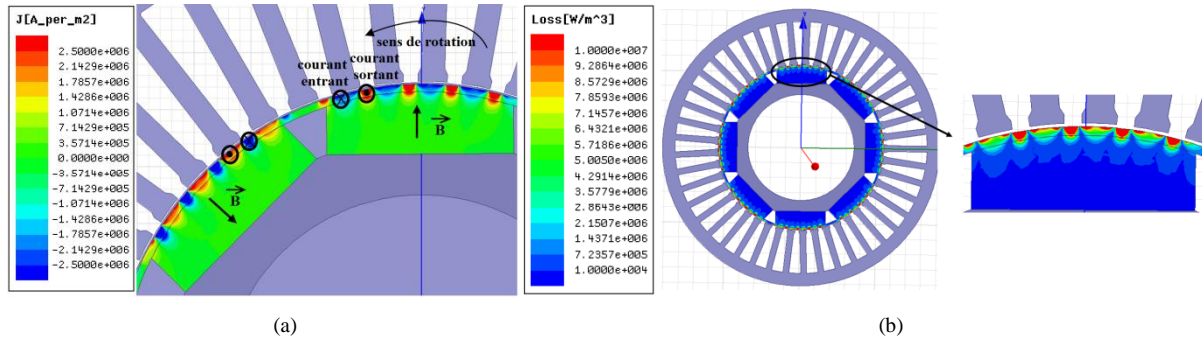 J[A_per_m2]
2.5000e+006
2.1429e+006
1.7857e+006
1.4286e+006
1.0714e+006
7.1429e+005
3.5714e+005
0.0000e+000
-3.5714e+005
-7.1429e+005
-1.0714e+006
-1.4286e+006
-1.7857e+006
-2.1429e+006
-2.5000e+006
sens de rotation
courant
entrant
courant
sortant
B
B
(a)
Loss[W/m^3]
1.0000e+007
9.2864e+006
8.5729e+006
7.8593e+006
7.1457e+006
6.4321e+006
5.7186e+006
5.0050e+006
4.2914e+006
3.5779e+006
2.8643e+006
2.1507e+006
1.4371e+006
7.2357e+005
1.0000e+004
(b)